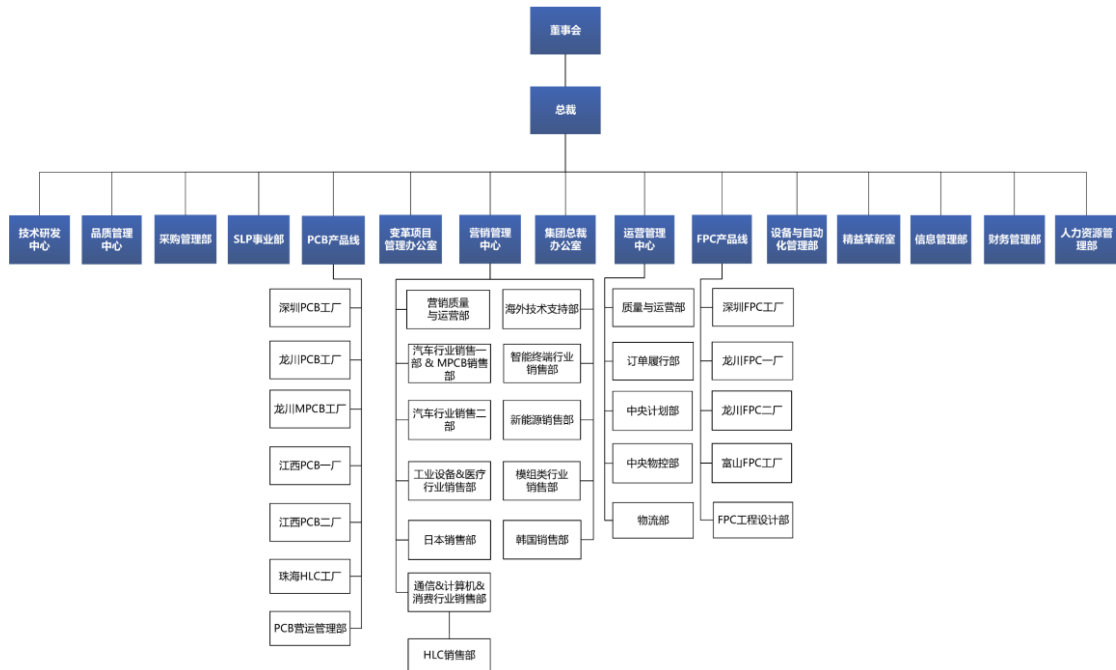 董事会
总裁
技术研发
中心
品质管理
中心
采购管理部
SLP事业部
PCB产品线
变革项目
管理办公室
营销管理
中心
集团总裁
办公室
运营管理
中心
FPC产品线
设备与自动
化管理部
精益革新室
信息管理部
财务管理部
人力资源管
理部
深圳PCB工厂
龙川PCB工厂
龙川MPCB工厂
江西PCB一厂
江西PCB二厂
珠海HLC工厂
PCB营运管理部
营销质量
与运营部
汽车行业销售一
部 & MPCB销售
部
汽车行业销售二
部
工业设备&医疗
行业销售部
日本销售部
通信&计算机&
消费行业销售部
HLC销售部
海外技术支持部
智能终端行业
销售部
新能源销售部
模组类行业
销售部
韩国销售部
质量与运营部
订单履行部
中央计划部
中央物控部
物流部
深圳FPC工厂
龙川FPC一厂
龙川FPC二厂
富山FPC工厂
FPC工程设计部